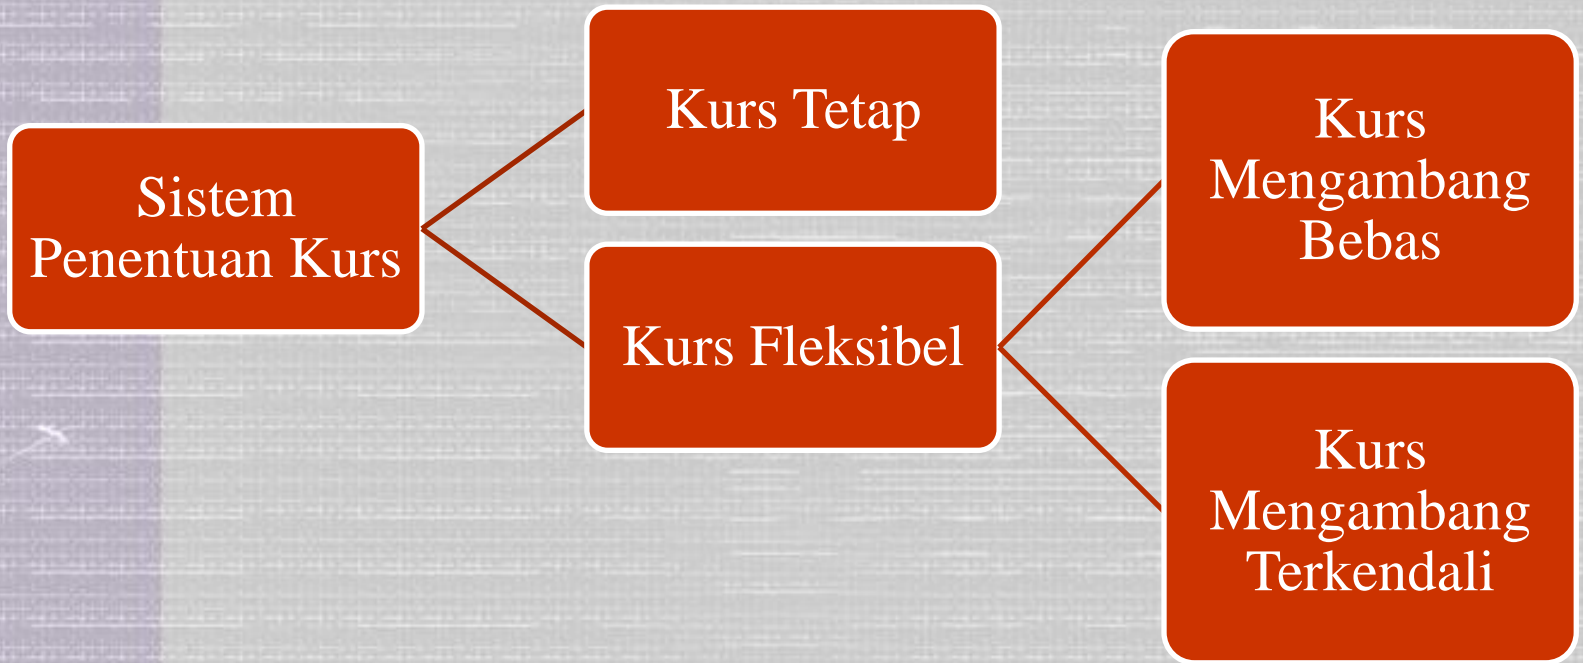 Sistem
Penentuan Kurs
Kurs Tetap
Kurs Fleksibel
Kurs
Mengambang
Bebas
Kurs
Mengambang
Terkendali